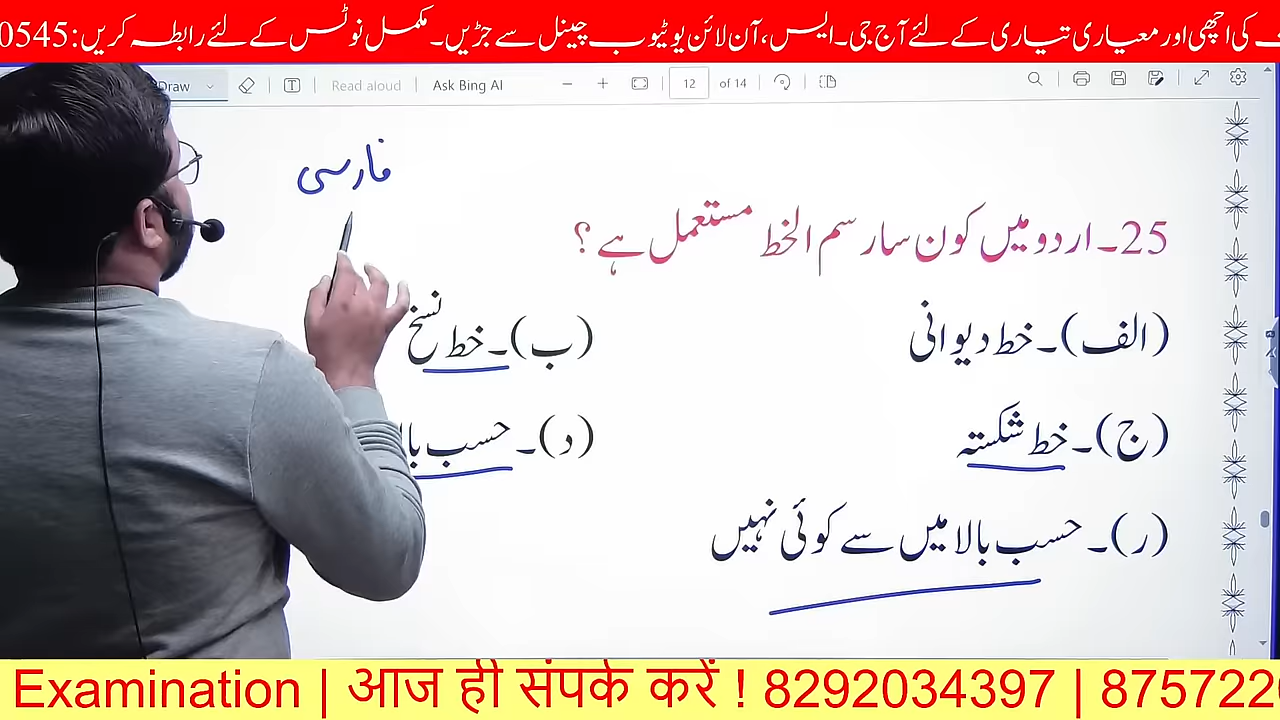 کی اچھی اور معیاری تیاری کے لئے آج جی۔ایس، آن لائن یوٹیوب چینل سے جڑیں۔ مکمل نوٹس کے لئے رابطہ کریں: 0545
Draw
Read aloud
Ask Bing AI
12
of 14
فارسی
25۔ اردو میں کون سا رسم الخط مستعمل ہے ؟
(الف)۔ خط دیوانی
(ب)۔ خط نسخ
(ج)۔ خط شکستہ
(د)۔ حسب بالا
(ر)۔ حسب بالا میں سے کوئی نہیں
Examination | आज ही संपर्क करें ! 8292034397 | 875722